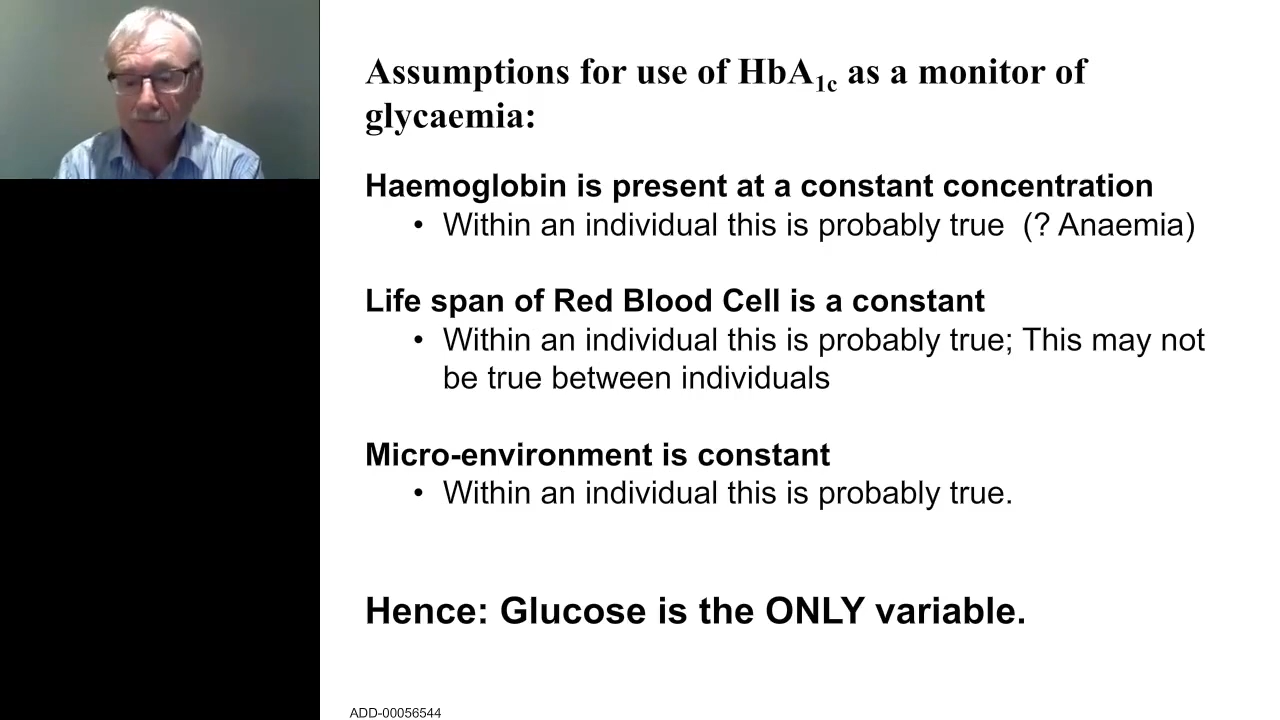 Assumptions for use of HbA1c as a monitor of
glycaemia:
Haemoglobin is present at a constant concentration
• Within an individual this is probably true (? Anaemia)
Life span of Red Blood Cell is a constant
• Within an individual this is probably true; This may not
be true between individuals
Micro-environment is constant
• Within an individual this is probably true.
Hence: Glucose is the ONLY variable.
ADD-00056544